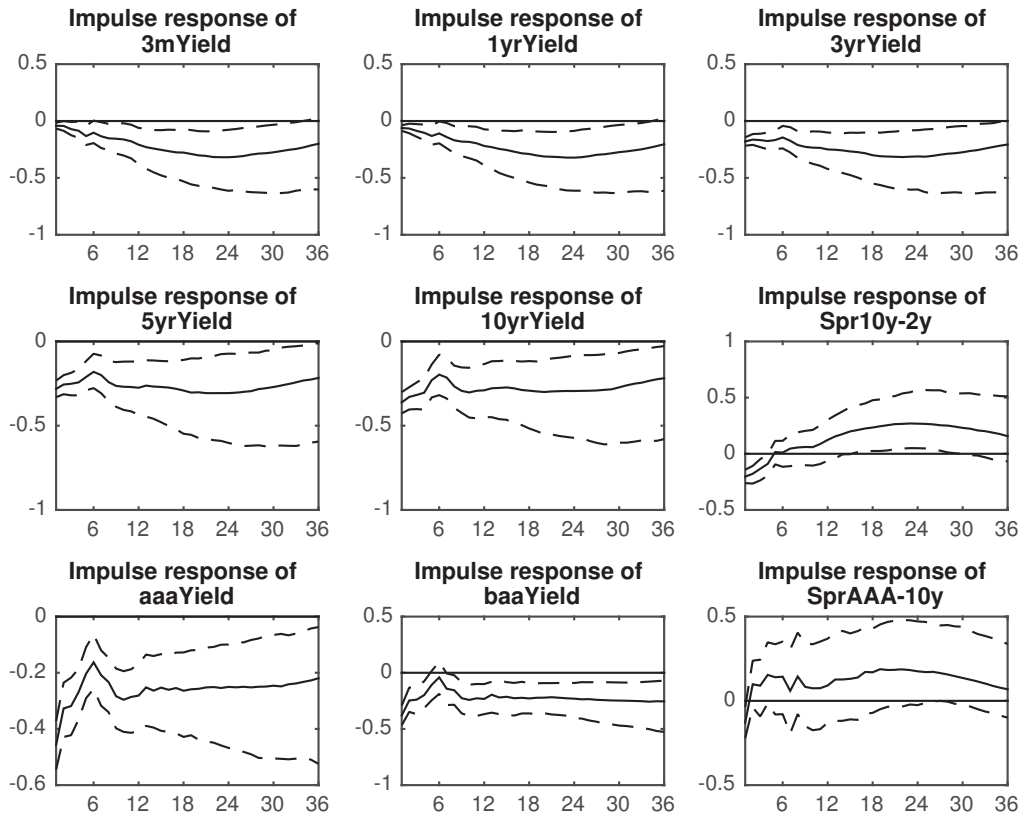 Impulse response of
3mYield
0.5
0
-0.5
-1
6 12 18 24 30 36
Impulse response of
1yrYield
0.5
0
-0.5
-1
6 12 18 24 30 36
Impulse response of
3yrYield
0.5
0
-0.5
-1
6 12 18 24 30 36
Impulse response of
5yrYield
0
-0.5
-1
6 12 18 24 30 36
Impulse response of
10yrYield
0
-0.5
-1
6 12 18 24 30 36
Impulse response of
Spr10y-2y
1
0.5
0
-0.5
6 12 18 24 30 36
Impulse response of
aaaYield
0
-0.2
-0.4
-0.6
6 12 18 24 30 36
Impulse response of
baaYield
0.5
0
-0.5
-1
6 12 18 24 30 36
Impulse response of
SprAAA-10y
0.5
0
-0.5
6 12 18 24 30 36